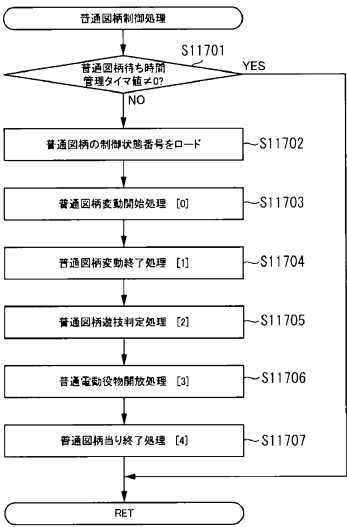 普通図柄制御処理
S11701
普通図柄待ち時間
管理タイマ値≠0?
YES
NO
普通図柄の制御状態番号をロード
S11702
普通図柄変動開始処理 [0]
S11703
普通図柄変動終了処理 [1]
S11704
普通図柄遊技判定処理 [2]
S11705
普通電動役物開放処理 [3]
S11706
普通図柄当り終了処理 [4]
S11707
RET